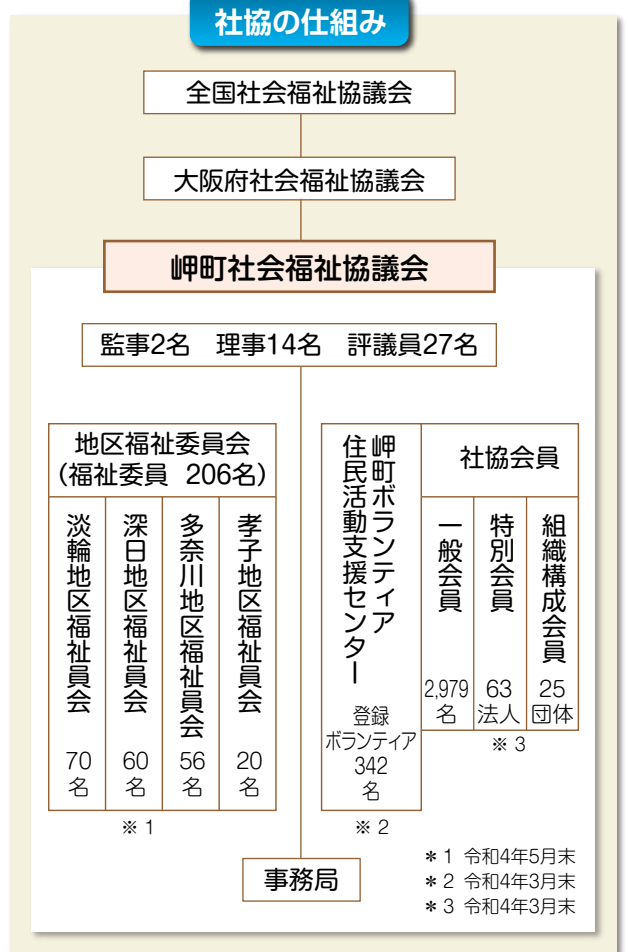 社協の仕組み
全国社会福祉協議会
大阪府社会福祉協議会
岬町社会福祉協議会
監事2名　理事14名　評議員27名
地区福祉委員会
(福祉委員 206名)
淡輪地区福祉員会
70
名
深日地区福祉員会
60
名
多奈川地区福祉員会
56
名
孝子地区福祉員会
20
名
※1
岬町ボランティア
住民活動支援センター
登録
ボランティア
342
名
※2
社協会員
一般会員
2,979
名
特別会員
63
法人
組織構成会員
25
団体
※3
事務局
＊1 令和4年5月末
＊2 令和4年3月末
＊3 令和4年3月末